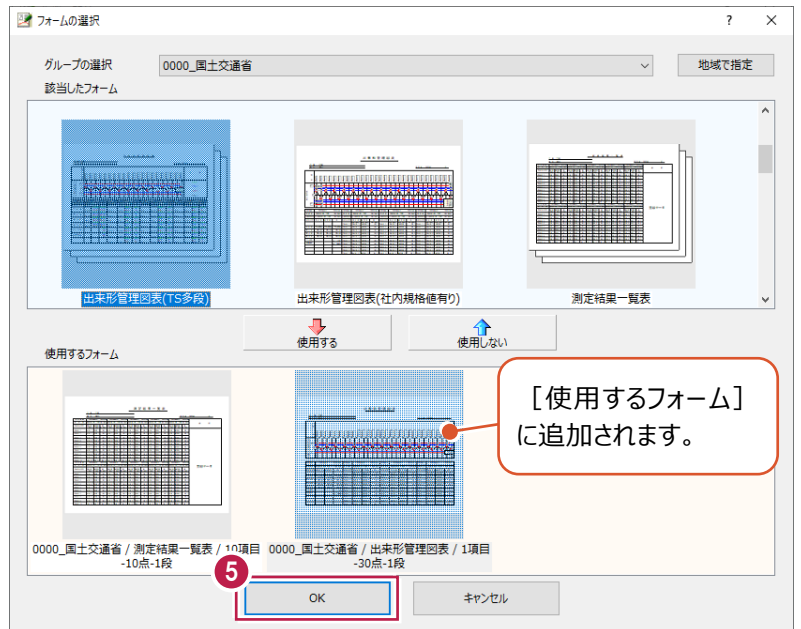 フォームの選択
? ×
グループの選択 0000_国土交通省 地域で指定
該当したフォーム
出来形管理図表(TS多段) 出来形管理図表(社内規格値有り) 測定結果一覧表
使用する 使用しない
使用するフォーム
[使用するフォーム]
に追加されます。
0000_国土交通省 / 測定結果一覧表 / 10項目
-10点-1段
0000_国土交通省 / 出来形管理図表 / 1項目
-30点-1段
5
OK キャンセル